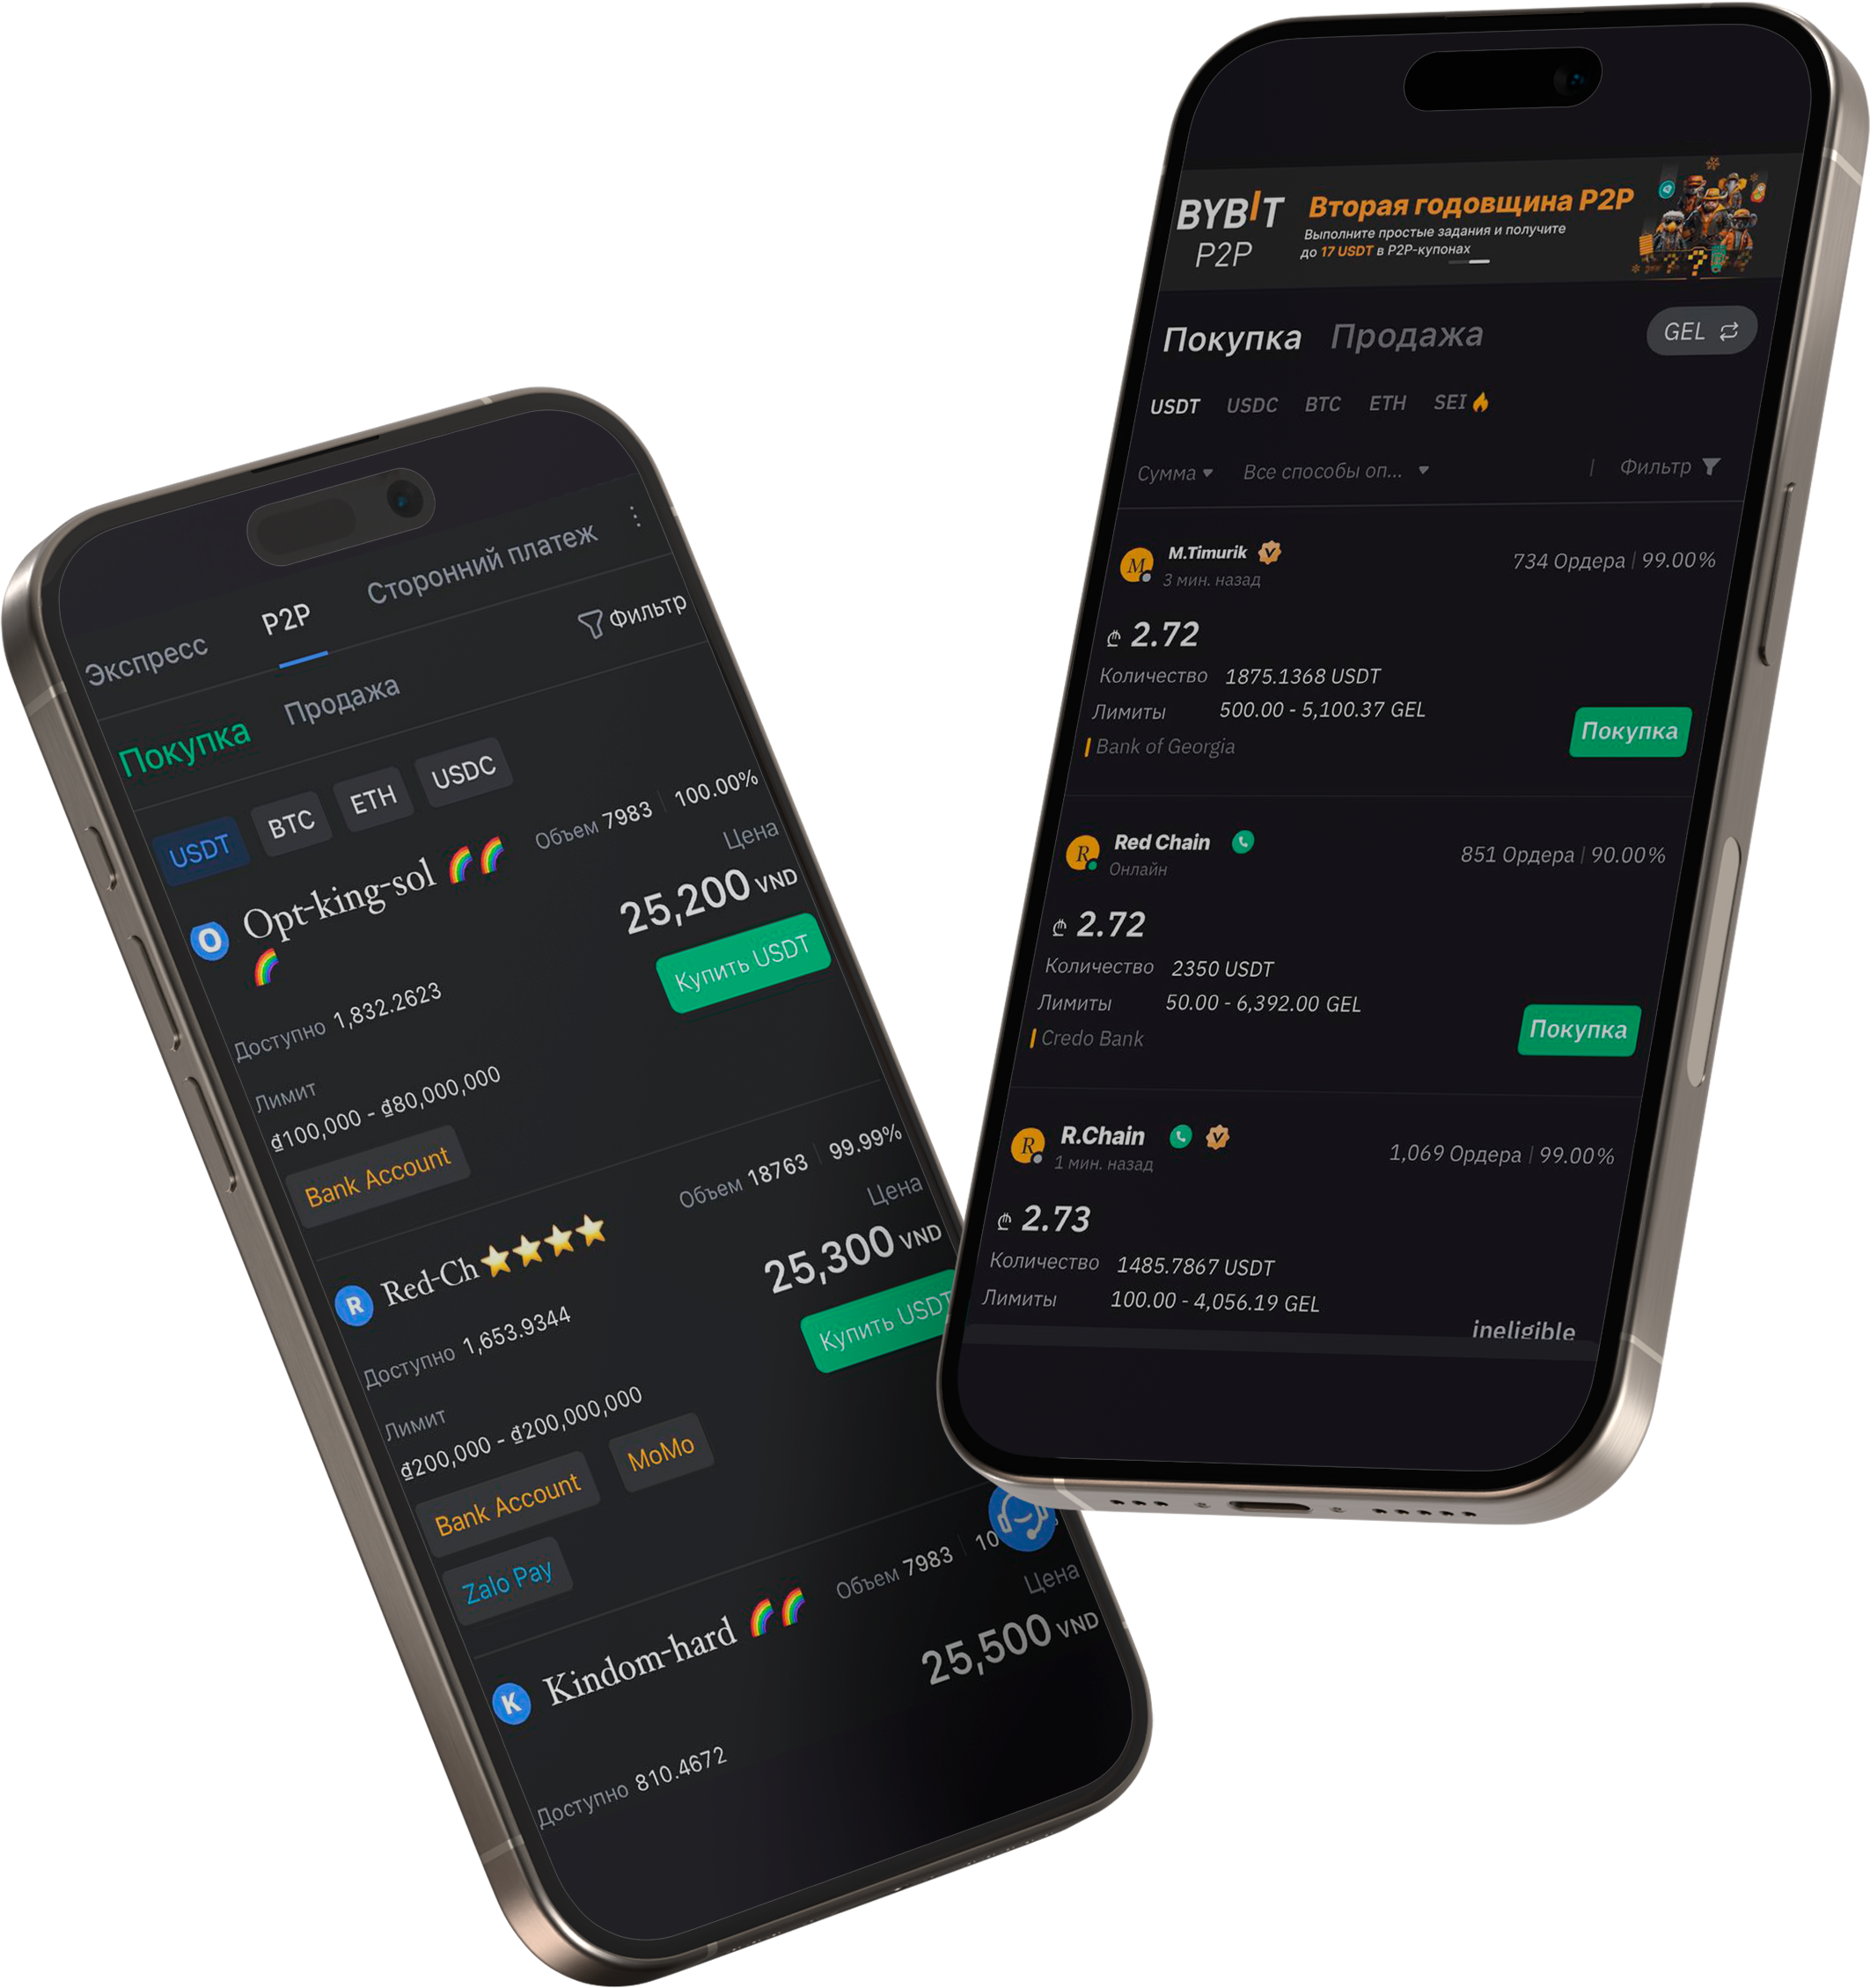 Экспресс
P2P
Сторонний платеж
Покупка
Продажа
Фильтр
USDT
BTC
ETH
USDC
O
Opt-king-sol
Объем 7983 | 100.00%
Цена
25,200 VND
Доступно 1,832.2623
Купить USDT
Лимит
₫100,000 - ₫80,000,000
Bank Account
R
Red-Ch
Объем 18763 | 99.99%
Цена
25,300 VND
Доступно 1,653.9344
Купить USDT
Лимит
₫200,000 - ₫200,000,000
Bank Account
MoMo
Zalo Pay
K
Kindom-hard
Объем 7983 |
Цена
25,500 VND
Доступно 810.4672
BYBIT
P2P
Вторая годовщина P2P
Выполните простые задания и получите
до 17 USDT в P2P-купонах
Покупка Продажа
GEL
USDT USDC BTC ETH SEI
Сумма Все способы оп... | Фильтр
M
M.Timurik
734 Ордера | 99.00%
3 мин. назад
₾ 2.72
Количество 1875.1368 USDT
Лимиты 500.00 - 5,100.37 GEL
Bank of Georgia
Покупка
R
Red Chain
851 Ордера | 90.00%
Онлайн
₾ 2.72
Количество 2350 USDT
Лимиты 50.00 - 6,392.00 GEL
Credo Bank
Покупка
R
R.Chain
1,069 Ордера | 99.00%
1 мин. назад
₾ 2.73
Количество 1485.7867 USDT
Лимиты 100.00 - 4,056.19 GEL
ineligible